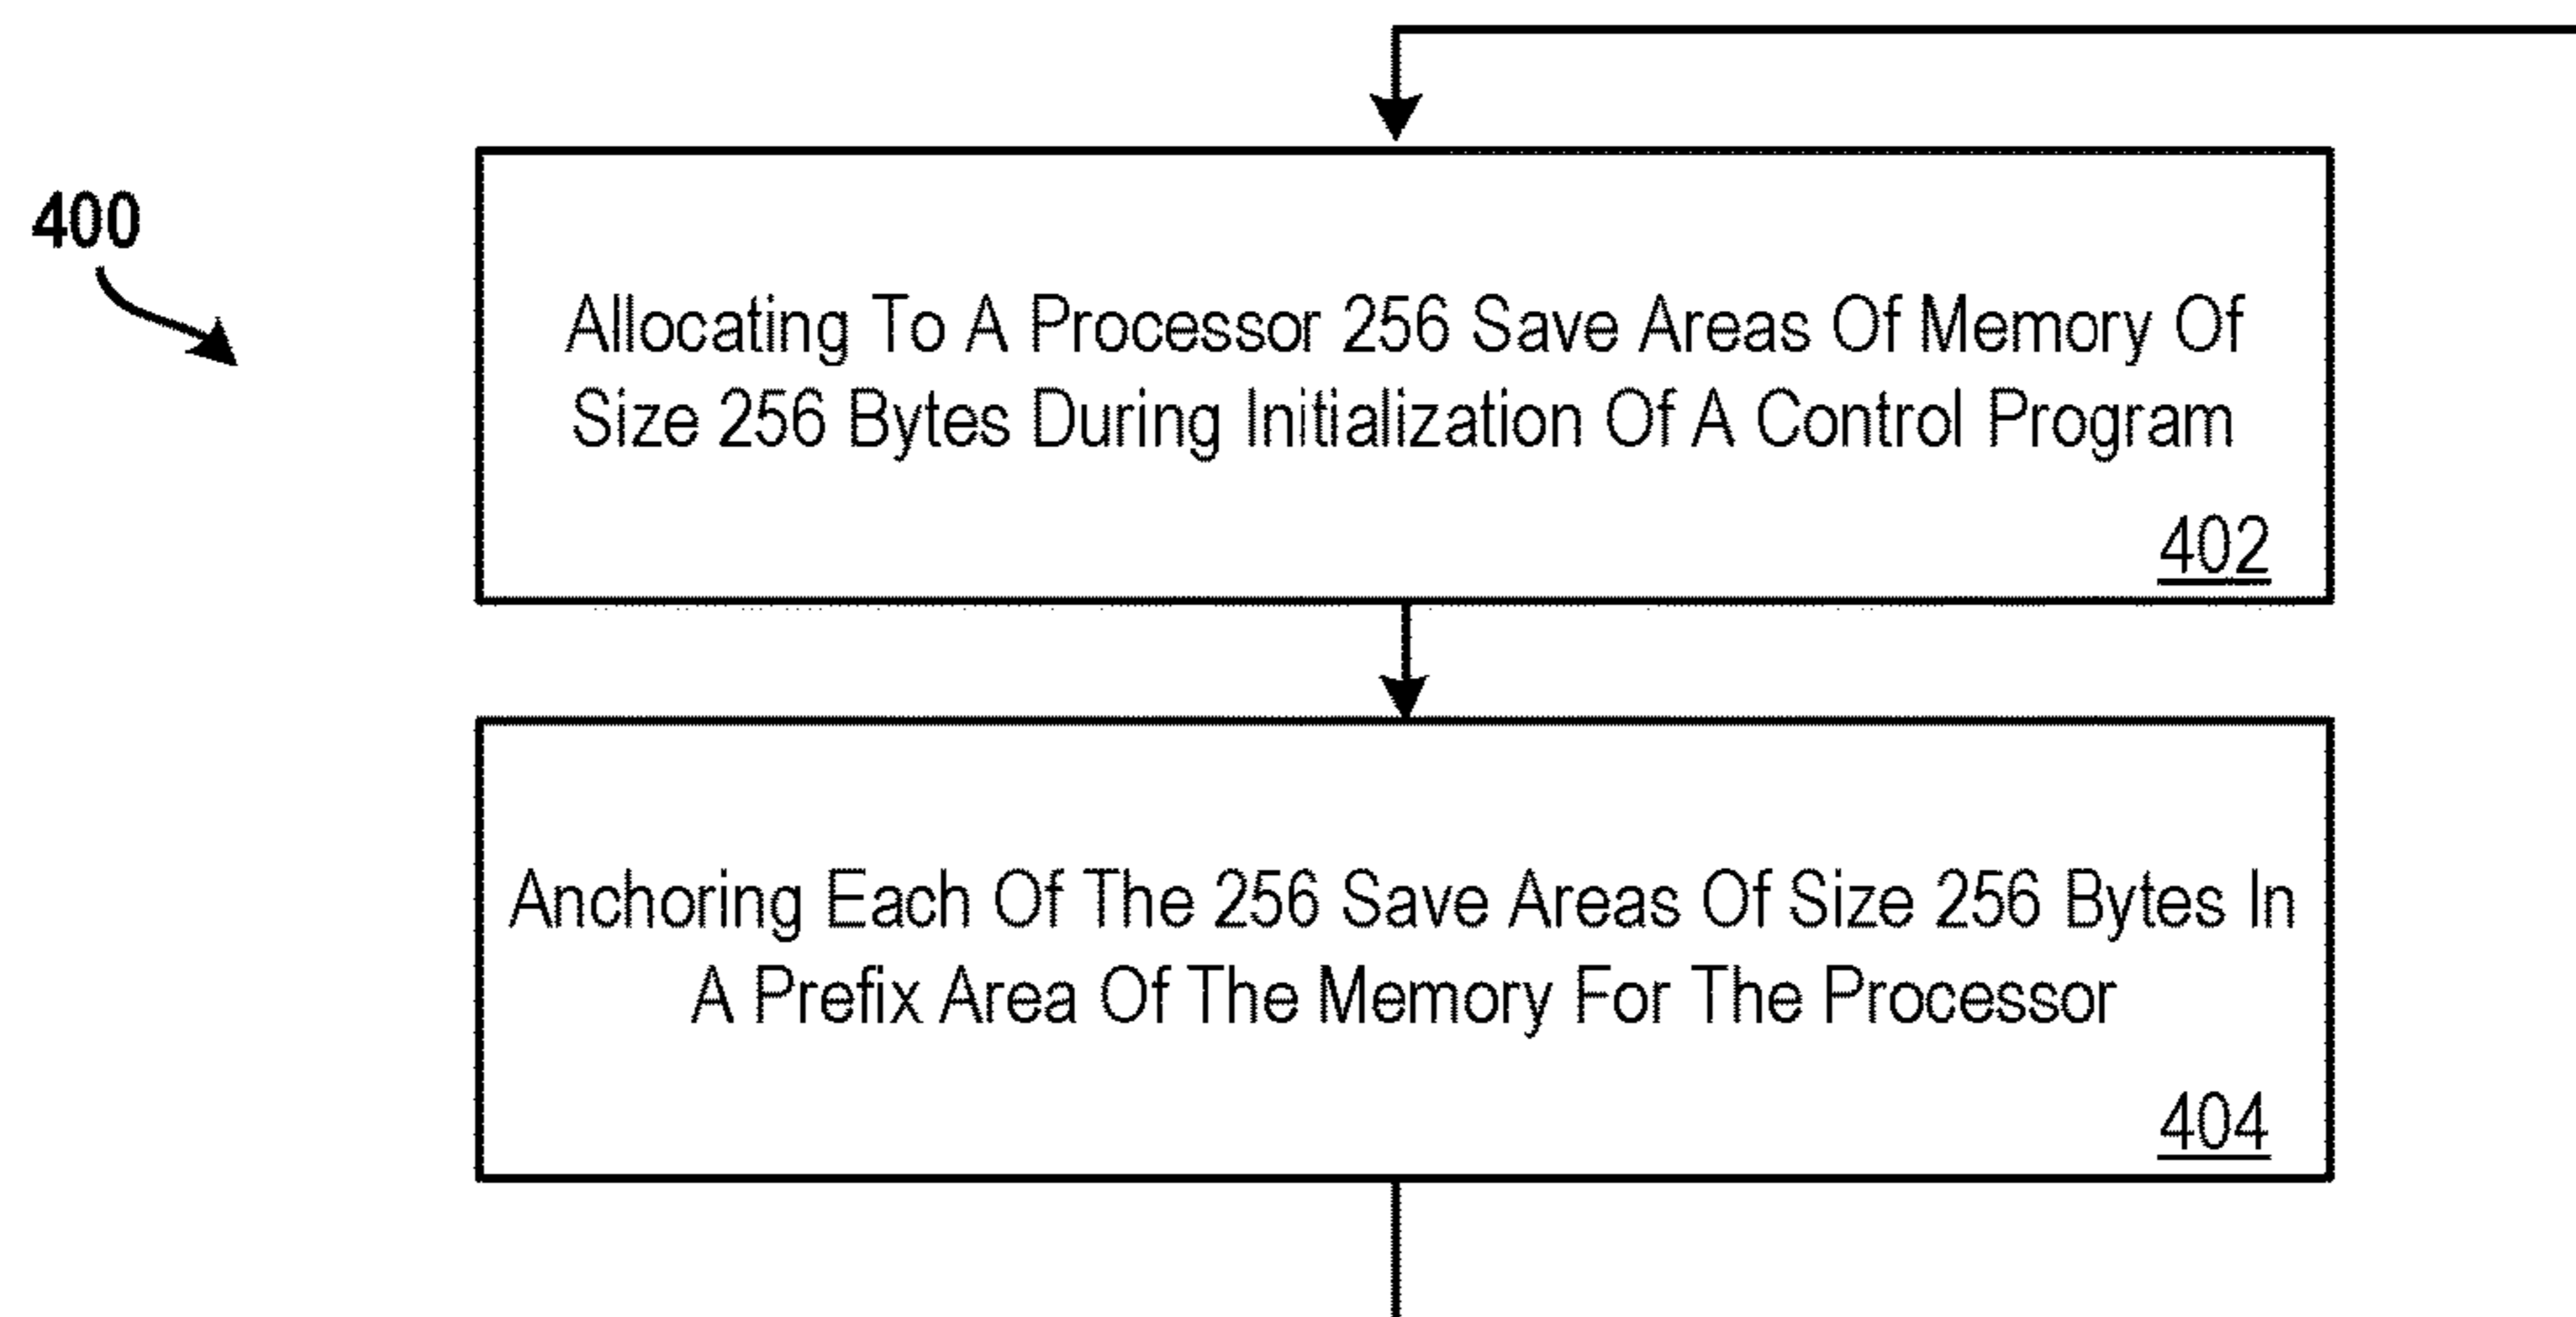 400
Allocating To A Processor 256 Save Areas Of Memory Of
Size 256 Bytes During Initialization Of A Control Program
402
Anchoring Each Of The 256 Save Areas Of Size 256 Bytes In
A Prefix Area Of The Memory For The Processor
404